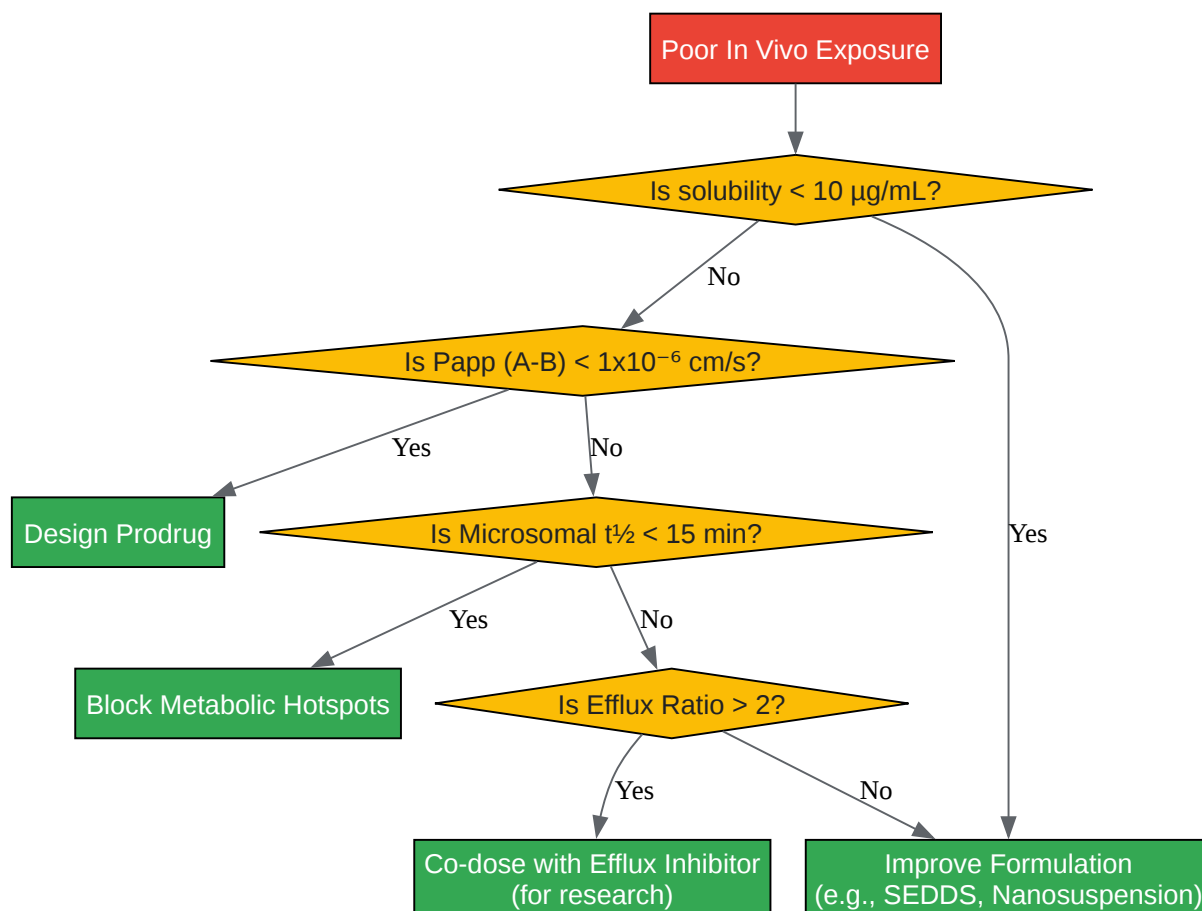 Poor In Vivo Exposure
Is solubility < 10 µg/mL?
No
Is Papp (A-B) < 1x10⁻⁶ cm/s?
Yes
No
Design Prodrug
Is Microsomal t½ < 15 min?
Yes
Yes
No
Block Metabolic Hotspots
Is Efflux Ratio > 2?
Yes
No
Co-dose with Efflux Inhibitor
(for research)
Improve Formulation
(e.g., SEDDS, Nanosuspension)